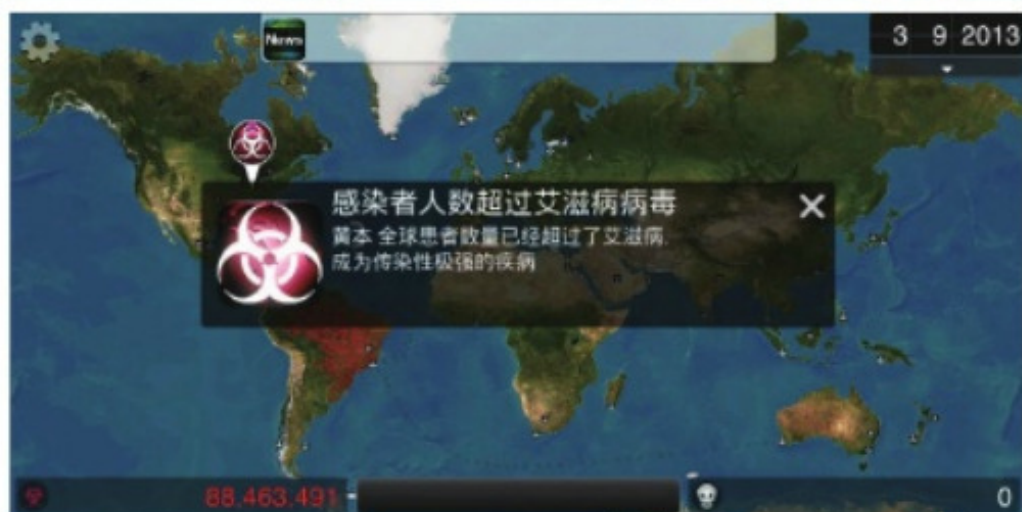 News
3 9 2013
感染者人数超过艾滋病病毒
黄本 全球患者数量已经超过了艾滋病.
成为传染性极强的疾病
88.463.491
0